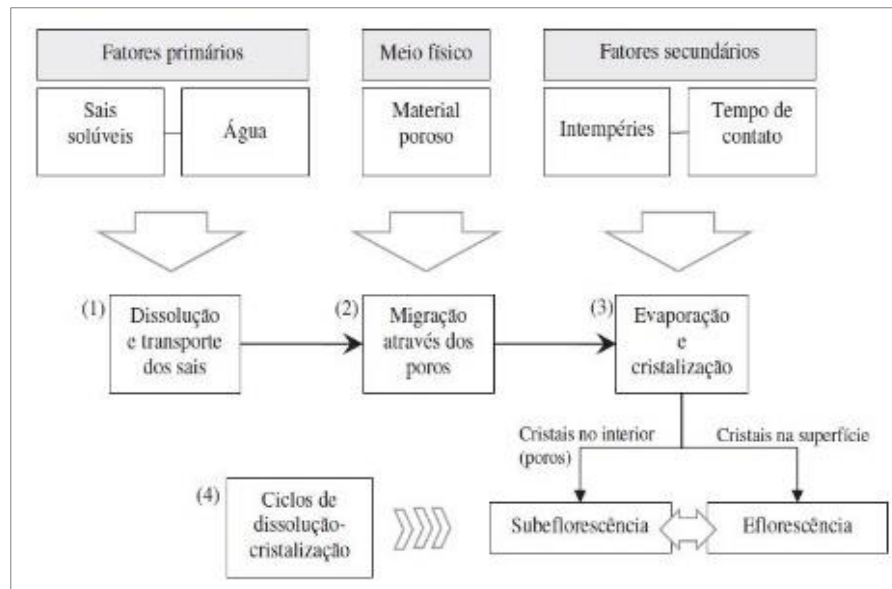 Fatores primários
Meio físico
Fatores secundários
Sais
solúveis
Água
Material
poroso
Intempéries
Tempo de
contato
(1)
Dissolução
e transporte
dos sais
(2)
Migração
através dos
poros
(3)
Evaporação
e
cristalização
Cristais no interior
(poros)
Cristais na superfície
(4)
Ciclos de
dissolução-
cristalização
Subeflorescência
Eflorescência